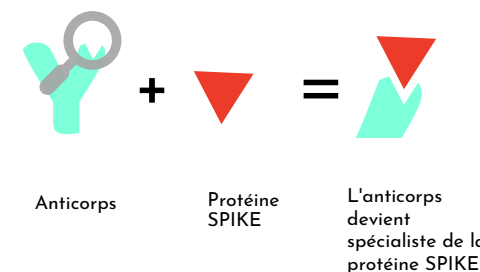 Anticorps
Protéine
SPIKE
L'anticorps
devient
spécialiste de la
protéine SPIKE